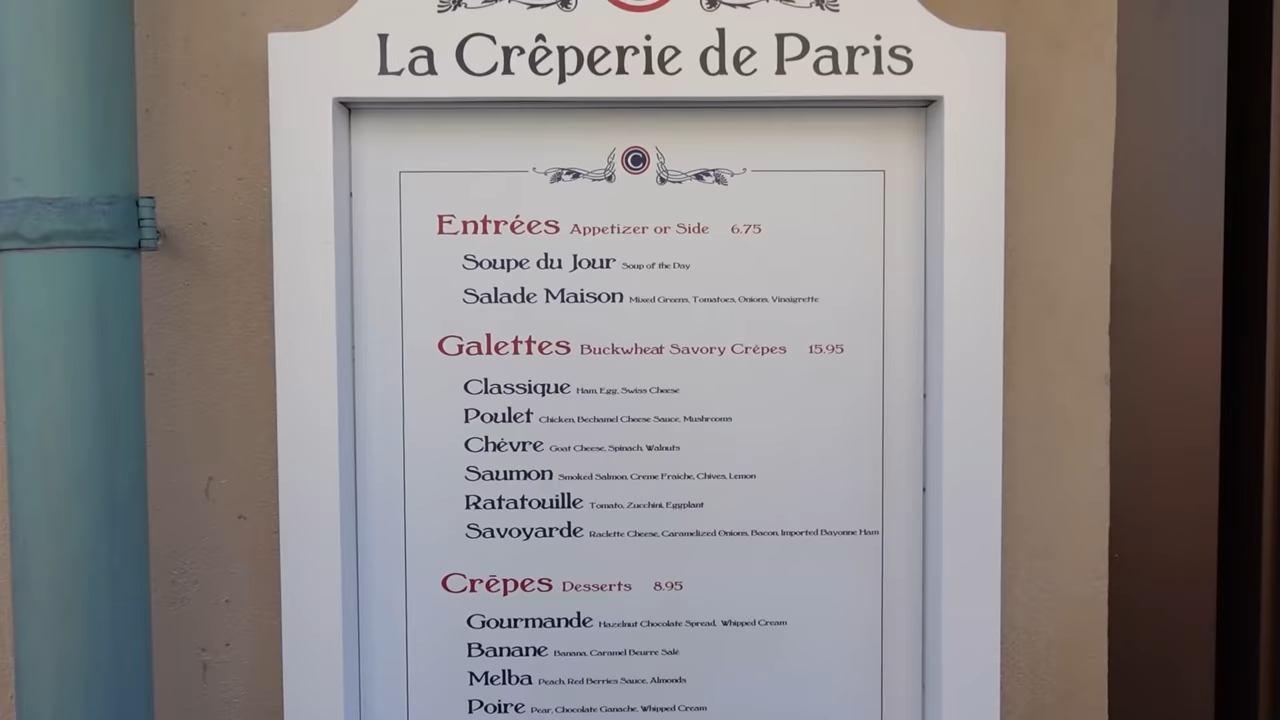 La Crêperie de Paris
C
Entrées Appetizer or Side 6.75
Soupe du Jour Soup of the Day
Salade Maison Mixed Greens, Tomatoes, Onions, Vinaigrette
Galettes Buckwheat Savory Crêpes 15.95
Classique Ham, Egg, Swiss Cheese
Poulet Chicken, Bechamel Cheese Sauce, Mushrooms
Chèvre Goat Cheese, Spinach, Walnuts
Saumon Smoked Salmon, Creme Fraiche, Chives, Lemon
Ratatouille Tomato, Zucchini, Eggplant
Savoyarde Raclette Cheese, Caramelized Onions, Bacon, Imported Bayonne Ham
Crêpes Desserts 8.95
Gourmande Hazelnut Chocolate Spread, Whipped Cream
Banane Banana, Caramel Beurre Salé
Melba Peach, Red Berries Sauce, Almonds
Poire Pear, Chocolate Ganache, Whipped Cream